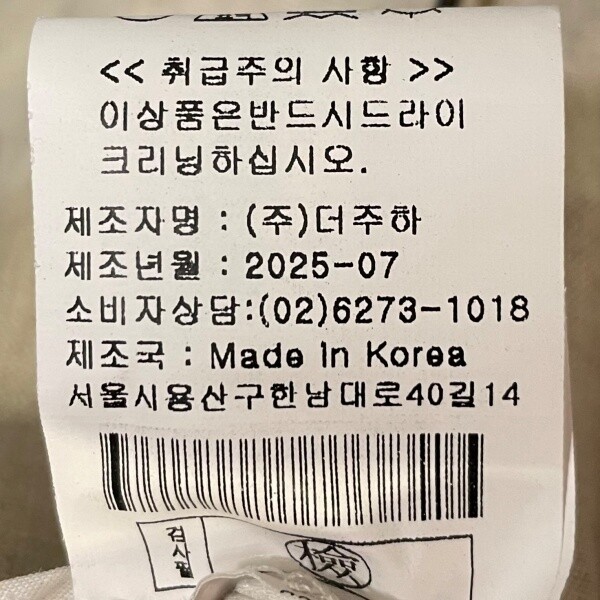 << 취급주의 사항 >>
이상품은반드시드라이
크리닝하십시오.
제조자명 : (주)더주하
제조년월 : 2025-07
소비자상담:(02)6273-1018
제조국 : Made In Korea
서울시용산구한남대로40길14
검사필
檢